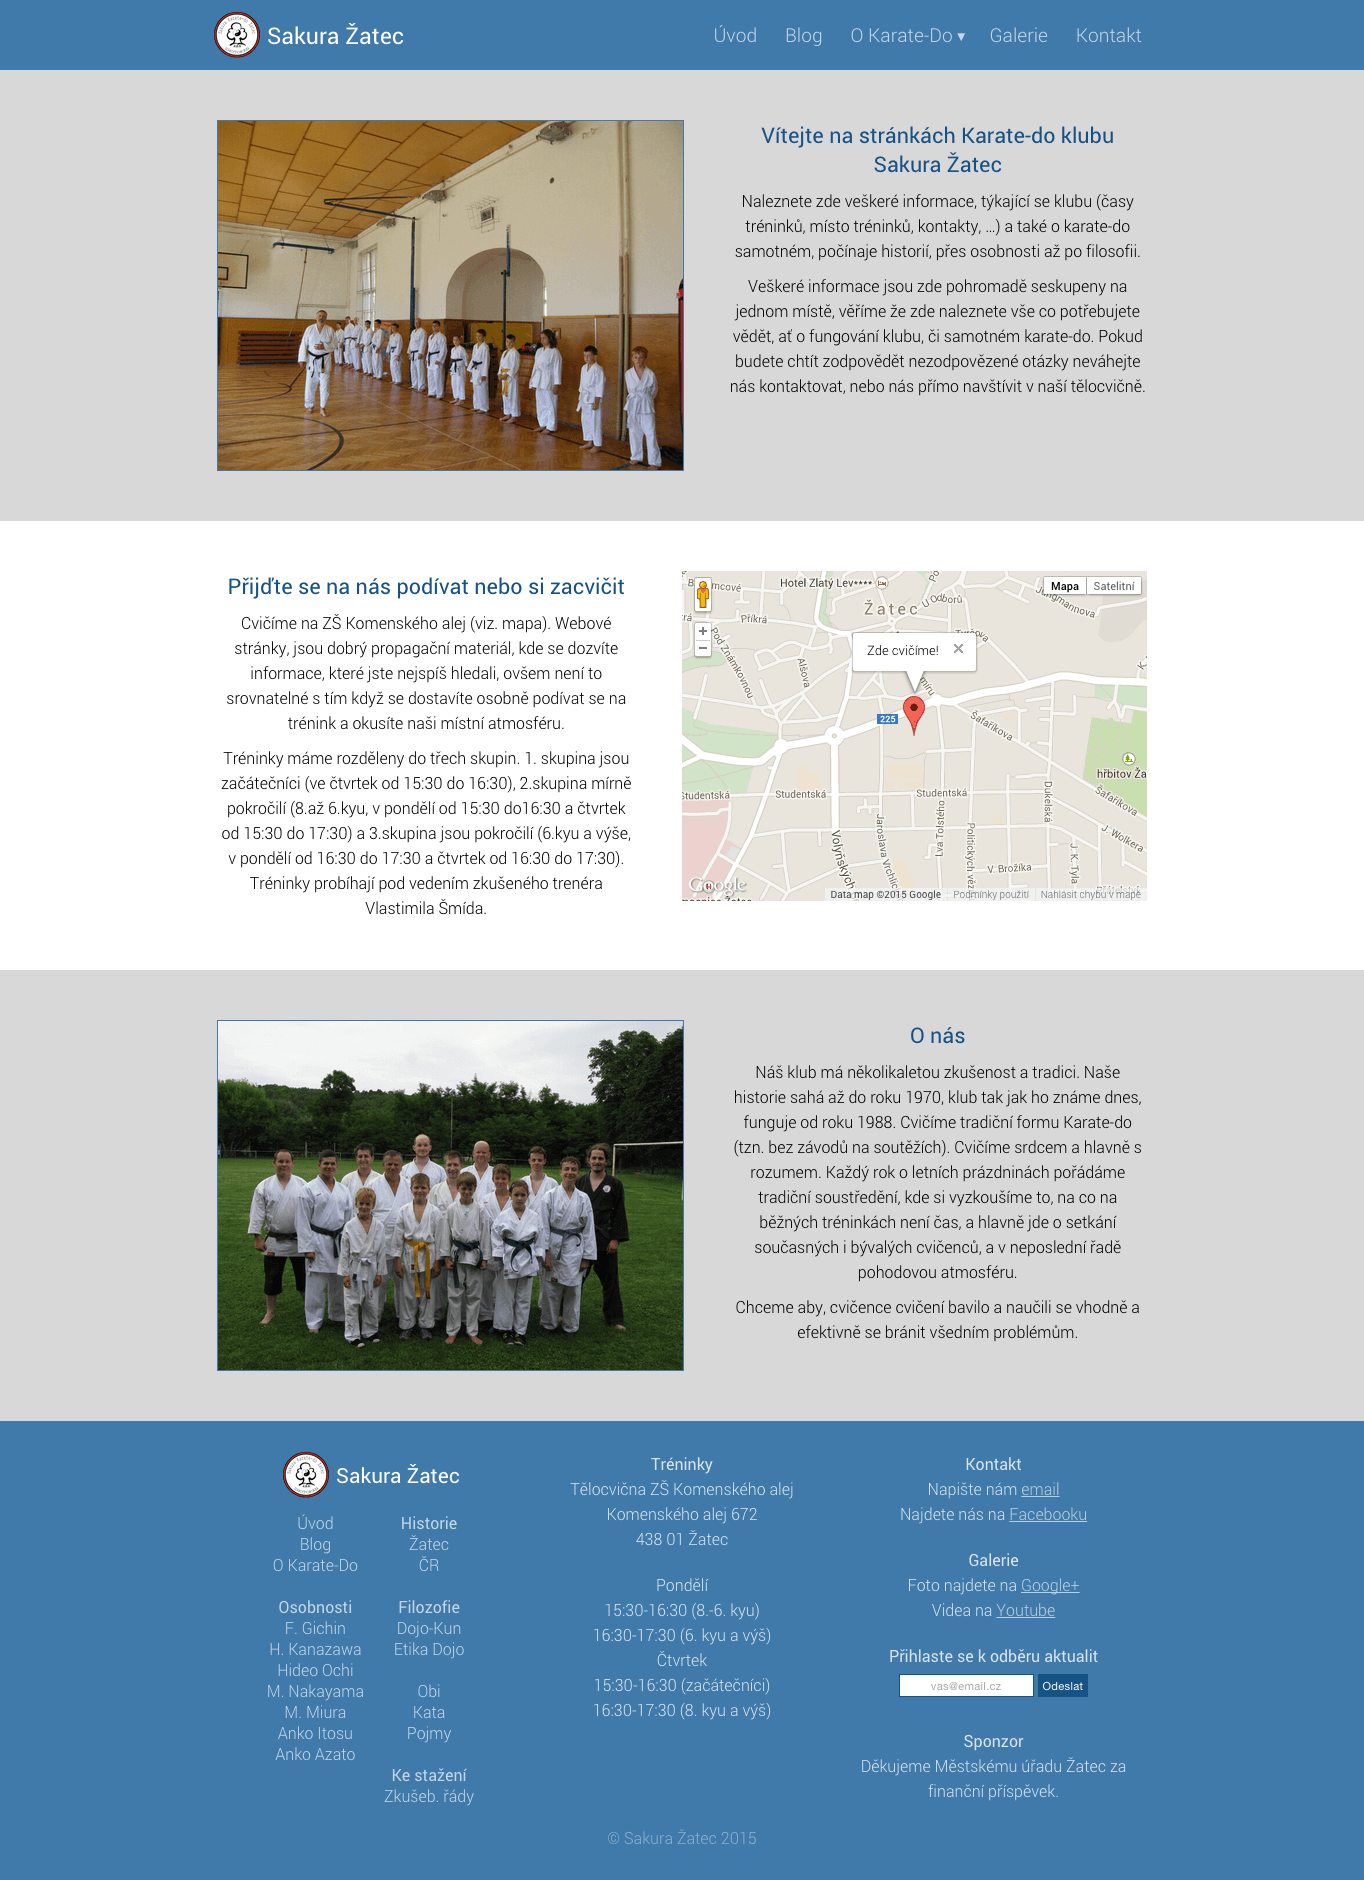 Sakura Žatec
Úvod
Blog
O Karate-Do ▾
Galerie
Kontakt
Vítejte na stránkách Karate-do klubu
Sakura Žatec
Naleznete zde veškeré informace, týkající se klubu (časy
tréninků, místo tréninků, kontakty, ...) a také o karate-do
samotném, počínaje historií, přes osobnosti až po filosofii.
Veškeré informace jsou zde pohromadě seskupeny na
jednom místě, věříme že zde naleznete vše co potřebujete
vědět, ať o fungování klubu, či samotném karate-do. Pokud
budete chtít zodpovědět nezodpovězené otázky neváhejte
nás kontaktovat, nebo nás přímo navštívit v naší tělocvičně.
Přijďte se na nás podívat nebo si zacvičit
Cvičíme na ZŠ Komenského alej (viz. mapa). Webové
stránky, jsou dobrý propagační materiál, kde se dozvíte
informace, které jste nejspíš hledali, ovšem není to
srovnatelné s tím když se dostavíte osobně podívat se na
trénink a okusíte naši místní atmosféru.
Tréninky máme rozděleny do třech skupin. 1. skupina jsou
začátečníci (ve čtvrtek od 15:30 do 16:30), 2.skupina mírně
pokročilí (8.až 6.kyu, v pondělí od 15:30 do16:30 a čtvrtek
od 15:30 do 17:30) a 3.skupina jsou pokročilí (6.kyu a výše,
v pondělí od 16:30 do 17:30 a čtvrtek od 16:30 do 17:30).
Tréninky probíhají pod vedením zkušeného trenéra
Vlastimila Šmída.
Hotel Zlatý Lev****
Mapa
Satelitní
Žatec
U Odborů
Jungmannova
Příkrá
Pod Známkovnou
Alšova
Zde cvičíme!
225
Šafaříkova
hřbitov Ža
Studentská
Studentská
Studentská
Dukelská
Šafaříkova
Volyňských
Jaroslava Vrchlic
Lva Tolstého
Politických věz
J. Wolkera
J. K. Tyla
V. Brožíka
Google
Data map ©2015 Google
Podmínky použití
Nahlásit chybu v mapě
O nás
Náš klub má několikaletou zkušenost a tradici. Naše
historie sahá až do roku 1970, klub tak jak ho známe dnes,
funguje od roku 1988. Cvičíme tradiční formu Karate-do
(tzn. bez závodů na soutěžích). Cvičíme srdcem a hlavně s
rozumem. Každý rok o letních prázdninách pořádáme
tradiční soustředění, kde si vyzkoušíme to, na co na
běžných tréninkách není čas, a hlavně jde o setkání
současných i bývalých cvičenců, a v neposlední řadě
pohodovou atmosféru.
Chceme aby, cvičence cvičení bavilo a naučili se vhodně a
efektivně se bránit všedním problémům.
Sakura Žatec
Úvod
Blog
O Karate-Do
Osobnosti
F. Gichin
H. Kanazawa
Hideo Ochi
M. Nakayama
M. Miura
Anko Itosu
Anko Azato
Historie
Žatec
ČR
Filozofie
Dojo-Kun
Etika Dojo
Obi
Kata
Pojmy
Ke stažení
Zkušeb. řády
Tréninky
Tělocvična ZŠ Komenského alej
Komenského alej 672
438 01 Žatec
Pondělí
15:30-16:30 (8.-6. kyu)
16:30-17:30 (6. kyu a výš)
Čtvrtek
15:30-16:30 (začátečníci)
16:30-17:30 (8. kyu a výš)
Kontakt
Napište nám email
Najdete nás na Facebooku
Galerie
Foto najdete na Google+
Videa na Youtube
Přihlaste se k odběru aktualit
vas@email.cz
Odeslat
Sponzor
Děkujeme Městskému úřadu Žatec za
finanční příspěvek.
© Sakura Žatec 2015